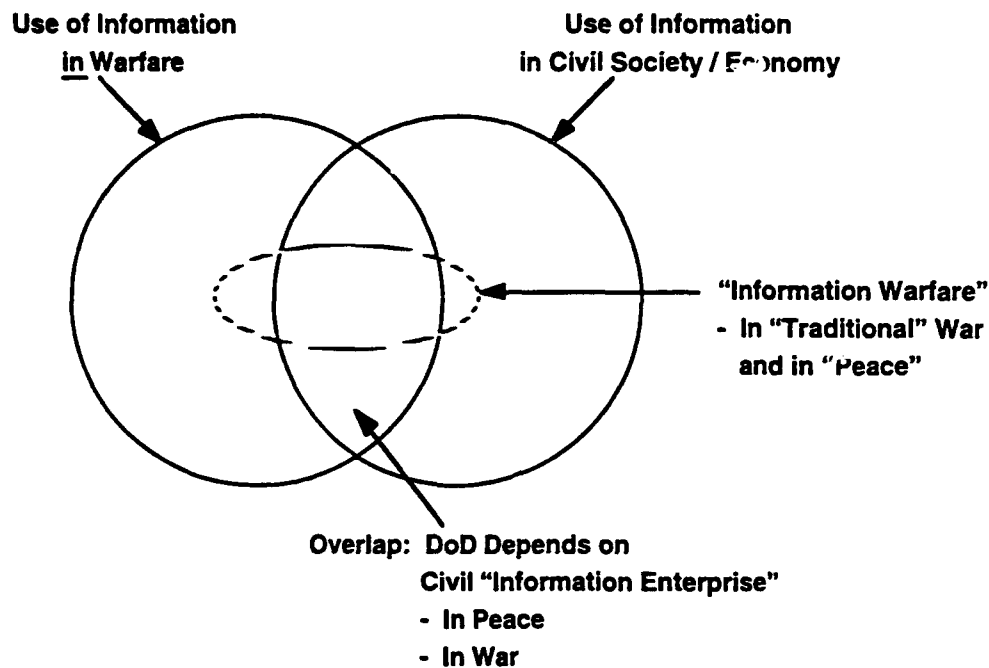 Use of Information
in Warfare
Use of Information
in Civil Society / Economy
“Information Warfare”
- In “Traditional” War
and in “Peace”
Overlap: DoD Depends on
Civil “Information Enterprise”
- In Peace
- In War